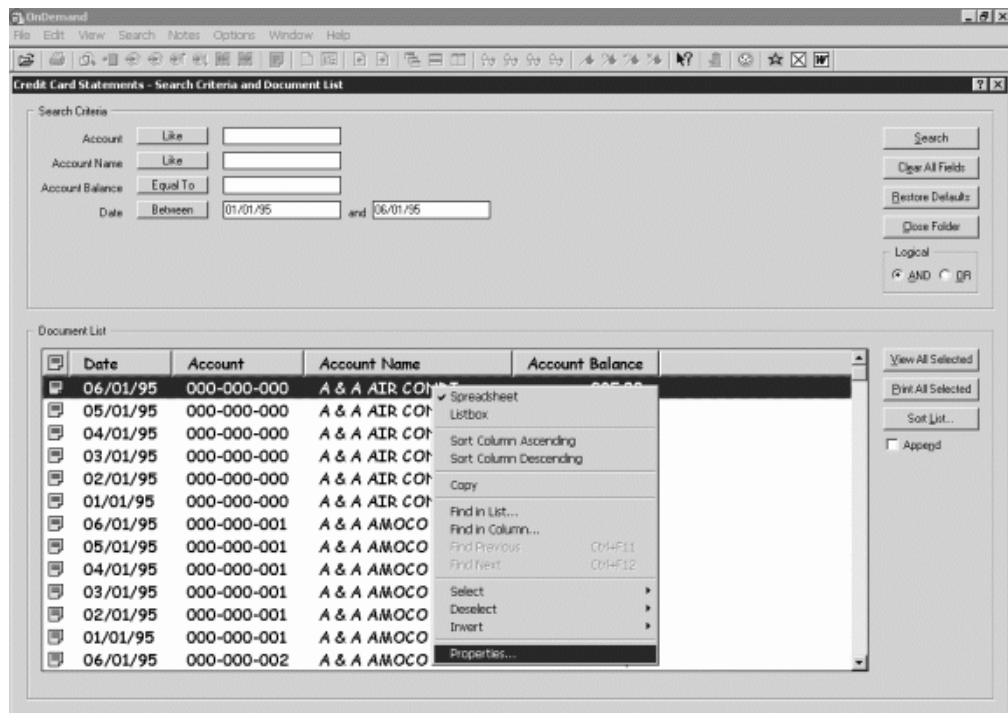 OnDemand
File Edit View Search Notes Options Window Help
Credit Card Statements - Search Criteria and Document List
Search Criteria
Account Like
Account Name Like
Account Balance Equal To
Date Between 01/01/95 and 06/01/95
Search
Clear All Fields
Restore Defaults
Close Folder
Logical
AND OR
Document List
Date Account Account Name Account Balance
06/01/95 000-000-000 A & A AIR
05/01/95 000-000-000 A & A AIR
04/01/95 000-000-000 A & A AIR
03/01/95 000-000-000 A & A AIR
02/01/95 000-000-000 A & A AIR
01/01/95 000-000-000 A & A AIR
06/01/95 000-000-001 A & A AMOCO
05/01/95 000-000-001 A & A AMOCO
04/01/95 000-000-001 A & A AMOCO
03/01/95 000-000-001 A & A AMOCO
02/01/95 000-000-001 A & A AMOCO
01/01/95 000-000-001 A & A AMOCO
06/01/95 000-000-002 A & A AMOCO
Spreadsheet
Listbox
Sort Column Ascending
Sort Column Descending
Copy
Find in List...
Find in Column...
Find Previous Ctrl+F11
Find Next Ctrl+F12
Select
Deselect
Invert
Properties...
View All Selected
Print All Selected
Sort List...
Append